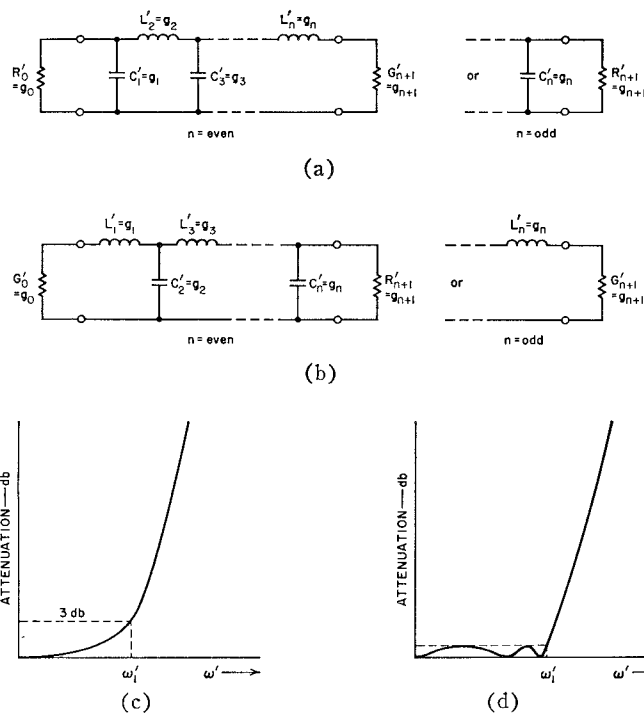 L'₂=g₂
L'ₙ=gₙ
R'₀
=g₀
C'₁=g₁
C'₃=g₃
G'ₙ₊₁
=gₙ₊₁
or
C'ₙ=gₙ
R'ₙ₊₁
=gₙ₊₁
n = even
n = odd
(a)
L'₁=g₁
L'₃=g₃
L'ₙ=gₙ
G'₀
=g₀
C'₂=g₂
C'ₙ=gₙ
R'ₙ₊₁
=gₙ₊₁
or
G'ₙ₊₁
=gₙ₊₁
n = even
n = odd
(b)
ATTENUATION—db
3 db
ω'₁
ω'
(c)
ATTENUATION—db
ω'₁
ω'
(d)